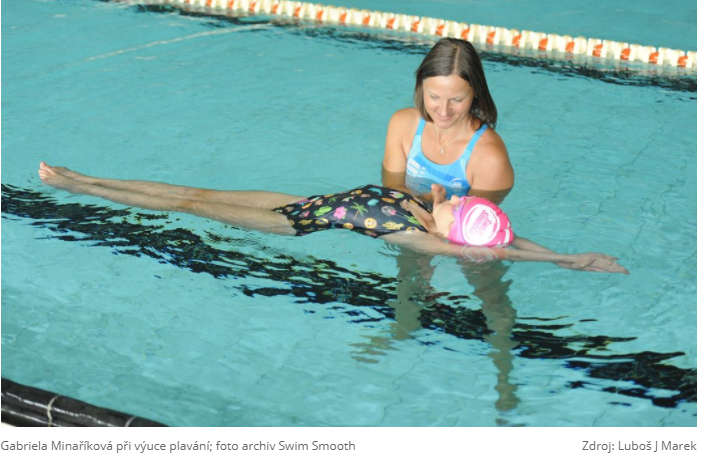 Gabriela Minaříková při výuce plavání; foto archiv Swim Smooth
Zdroj: Luboš J Marek